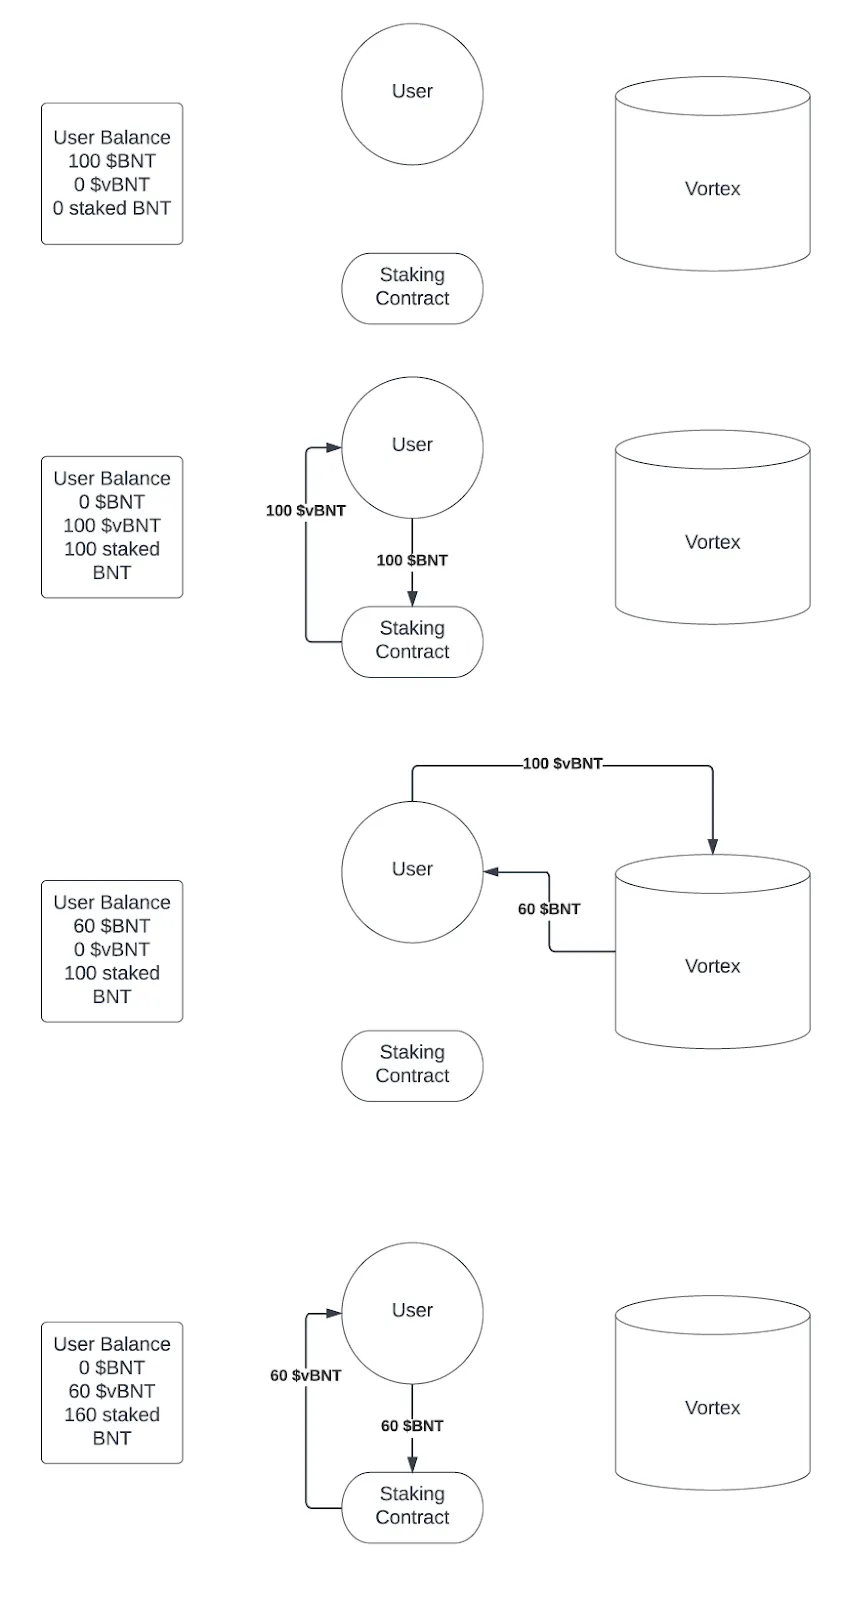 User
User Balance
100 $BNT
0 $vBNT
0 staked BNT
Vortex
Staking
Contract
User
User Balance
0 $BNT
100 $vBNT
100 staked
BNT
100 $vBNT
100 $BNT
Vortex
Staking
Contract
100 $vBNT
User
User Balance
60 $BNT
0 $vBNT
100 staked
BNT
60 $BNT
Vortex
Staking
Contract
User
User Balance
0 $BNT
60 $vBNT
160 staked
BNT
60 $vBNT
60 $BNT
Vortex
Staking
Contract